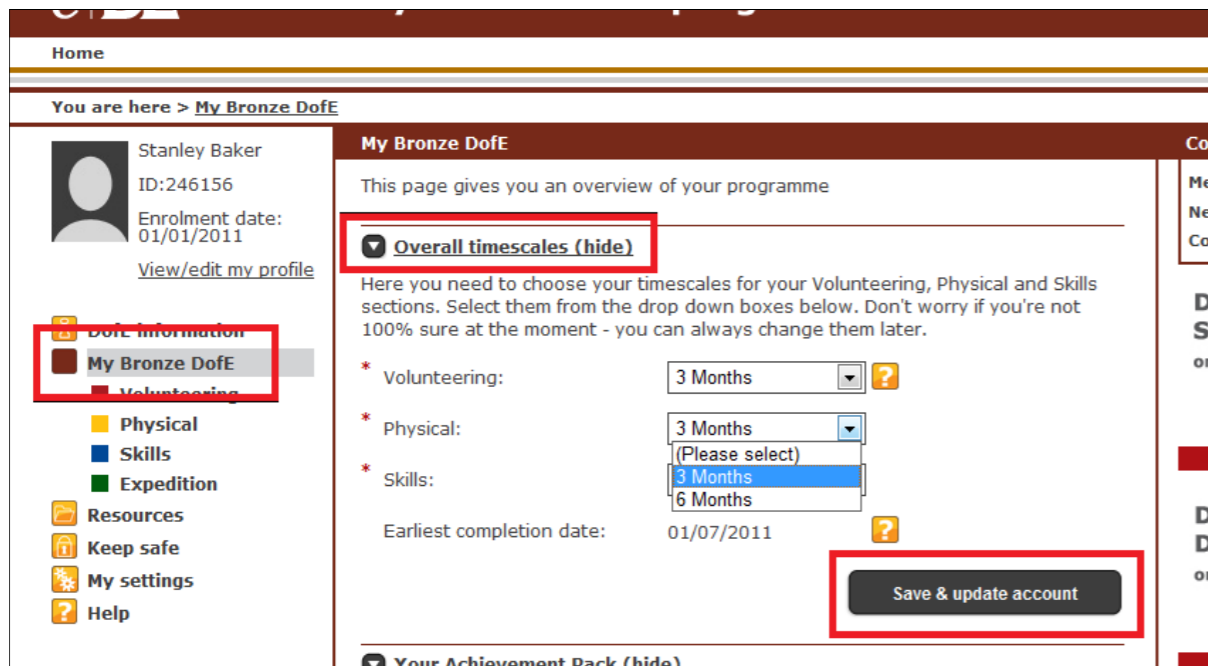 Home
You are here > My Bronze DofE
Stanley Baker
ID:246156
Enrolment date:
01/01/2011
View/edit my profile
DofE information
My Bronze DofE
Volunteering
Physical
Skills
Expedition
Resources
Keep safe
My settings
Help
My Bronze DofE
This page gives you an overview of your programme
Overall timescales (hide)
Here you need to choose your timescales for your Volunteering, Physical and Skills
sections. Select them from the drop down boxes below. Don't worry if you're not
100% sure at the moment - you can always change them later.
* Volunteering: 3 Months ?
* Physical: 3 Months
(Please select)
3 Months
6 Months
* Skills:
Earliest completion date: 01/07/2011 ?
Save & update account
Your Achievement Pack (hide)